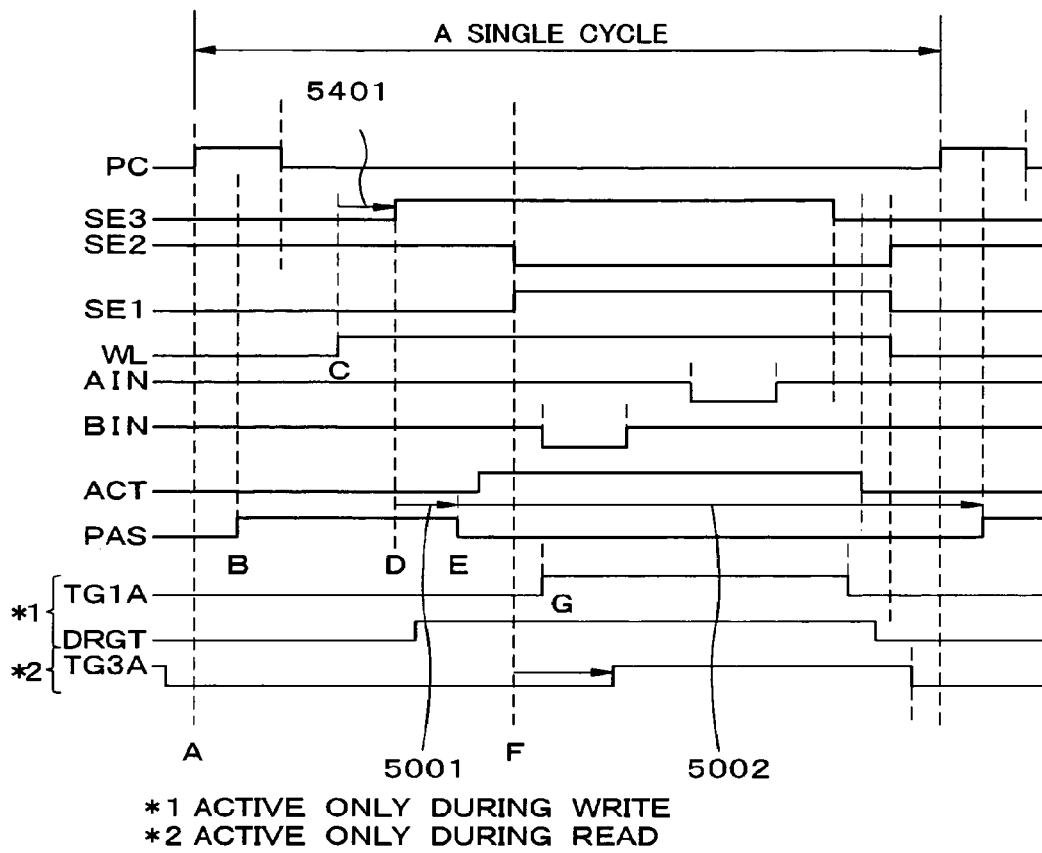 A SINGLE CYCLE
5401
PC
SE3
SE2
SE1
WL
C
AIN
BIN
ACT
PAS
B D E
*1 TG1A
G
DRGT
*2 TG3A
A F
5001 5002
*1 ACTIVE ONLY DURING WRITE
*2 ACTIVE ONLY DURING READ